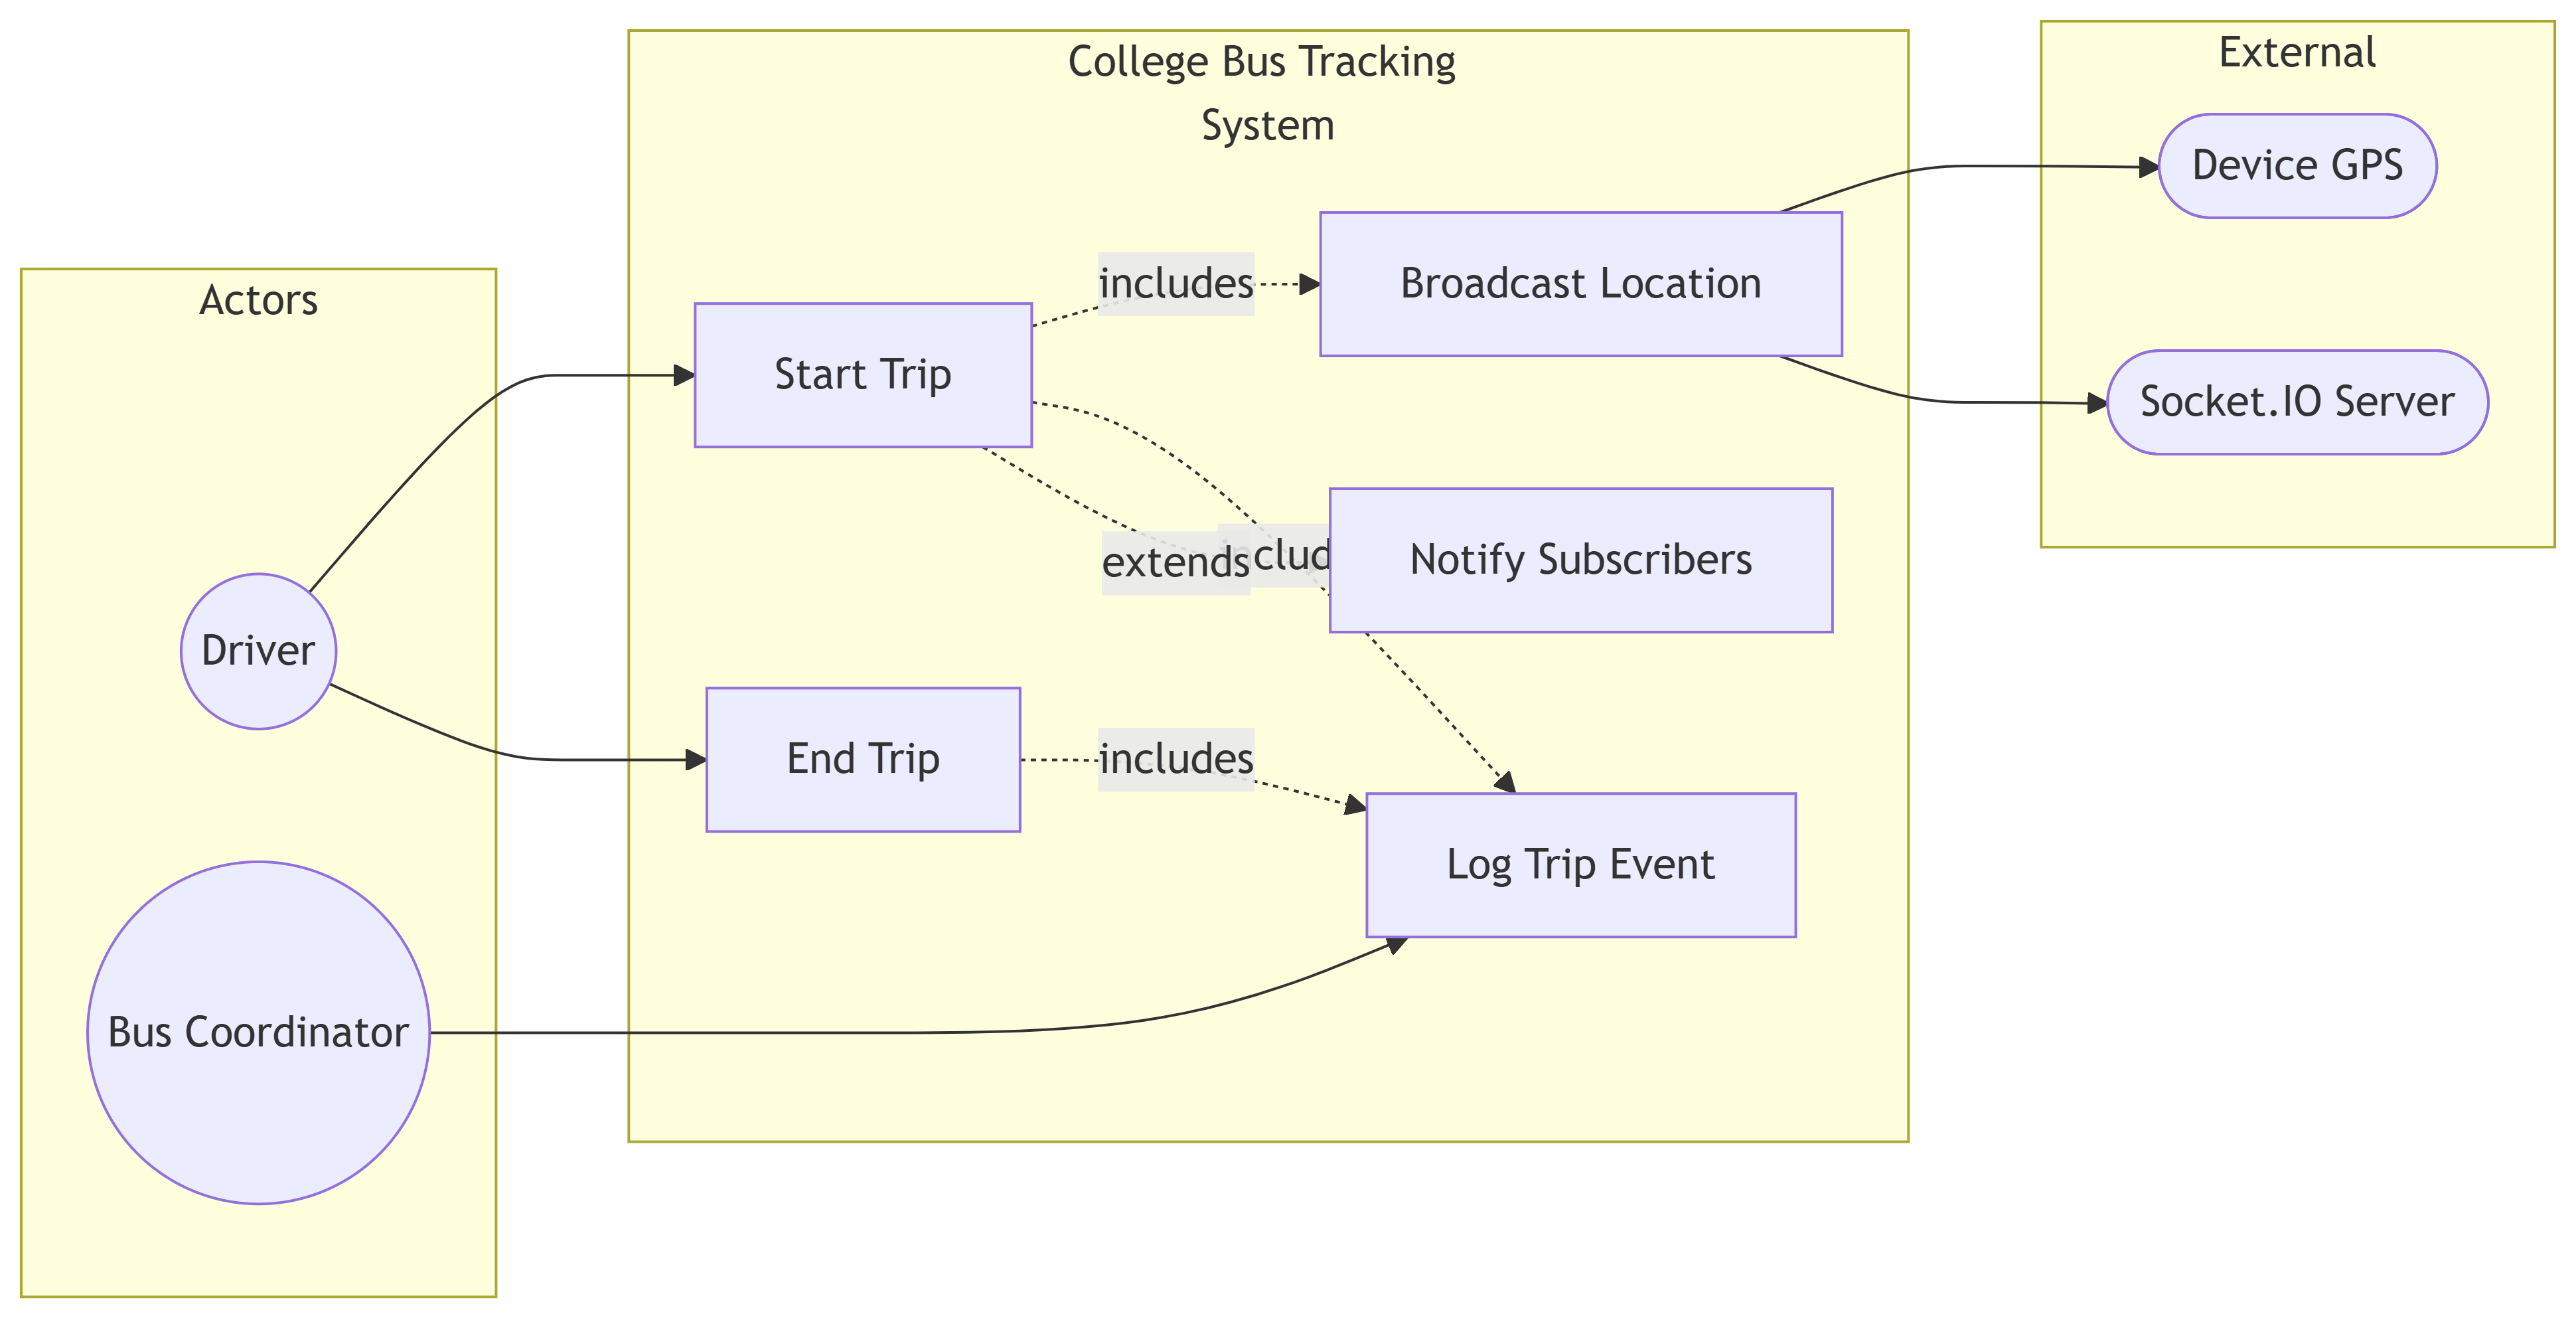 College Bus Tracking
System
External
Device GPS
includes
Broadcast Location
Actors
Start Trip
Socket.IO Server
extends
Notify Subscribers
Driver
End Trip
includes
Log Trip Event
Bus Coordinator